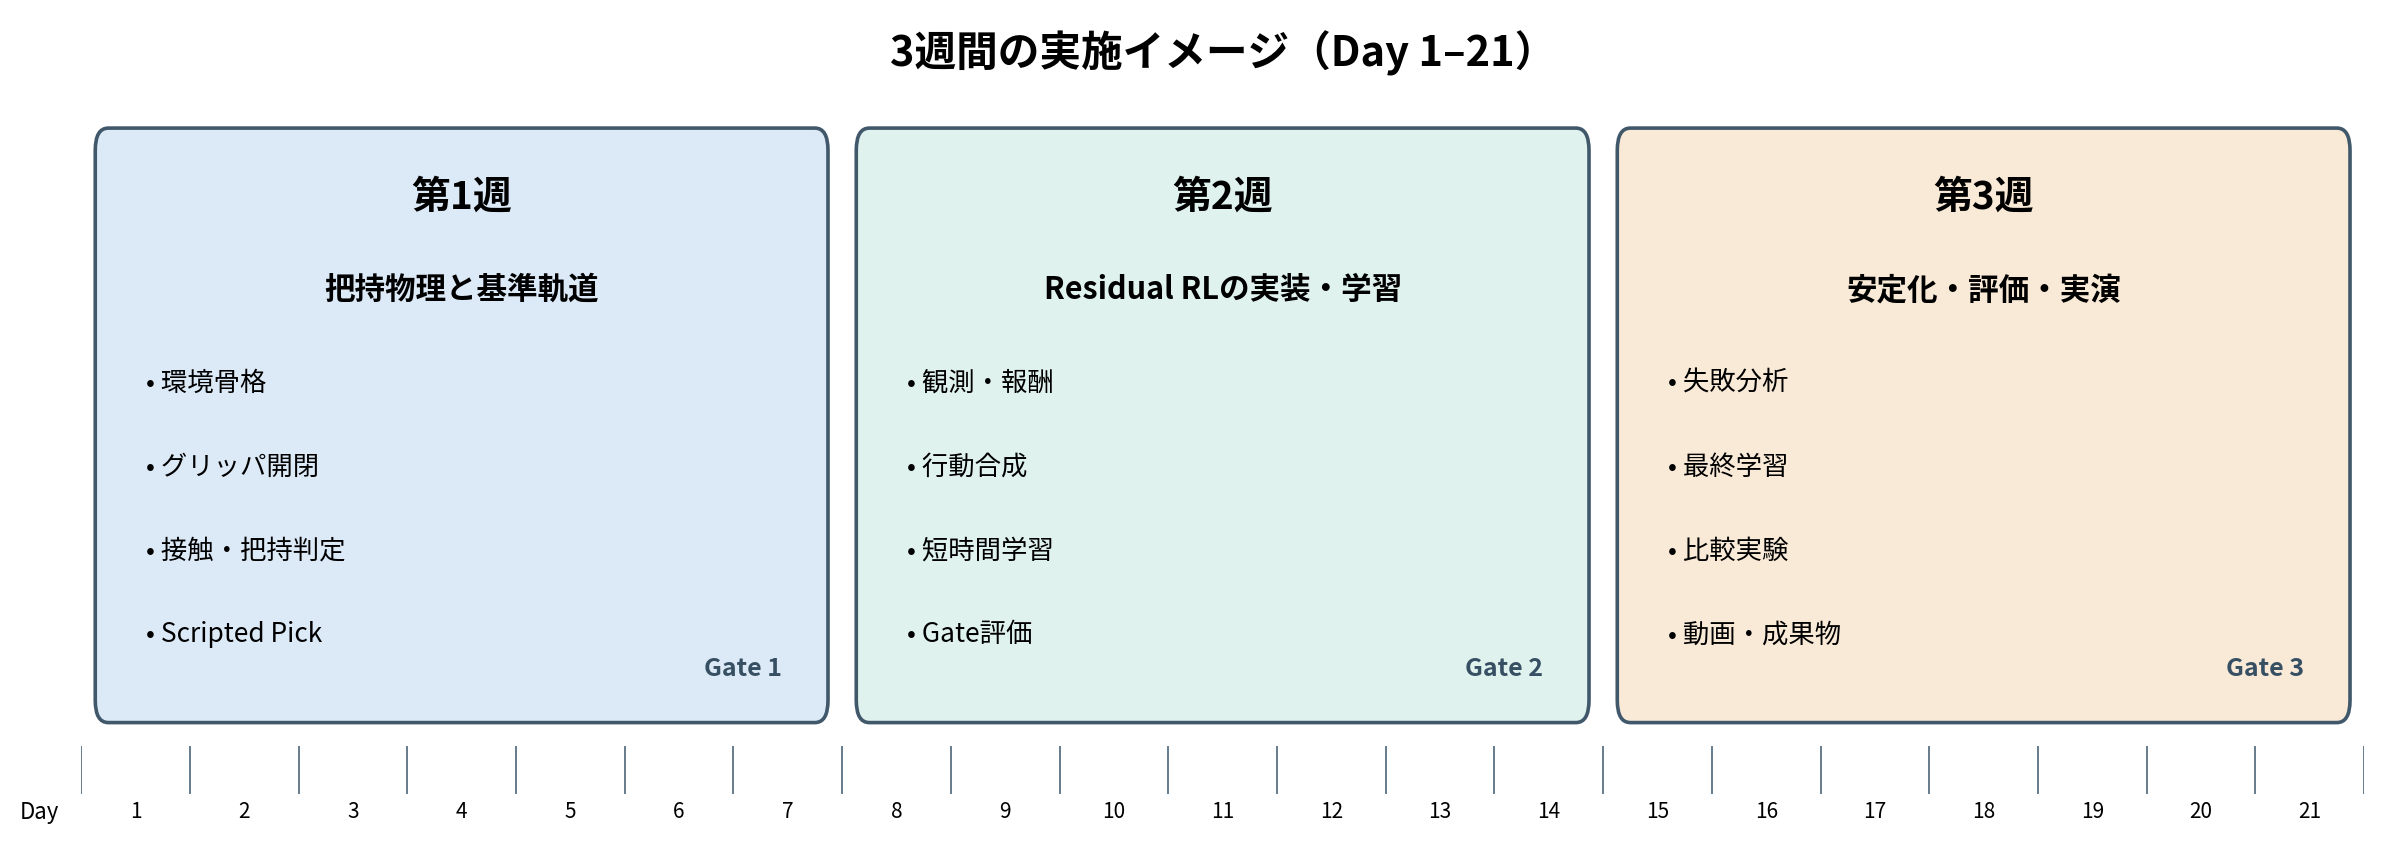 3週間の実施イメージ（Day 1–21）
第1週
把持物理と基準軌道
• 環境骨格
• グリッパ開閉
• 接触・把持判定
• Scripted Pick
Gate 1
第2週
Residual RLの実装・学習
• 観測・報酬
• 行動合成
• 短時間学習
• Gate評価
Gate 2
第3週
安定化・評価・実演
• 失敗分析
• 最終学習
• 比較実験
• 動画・成果物
Gate 3
Day 1 2 3 4 5 6 7 8 9 10 11 12 13 14 15 16 17 18 19 20 21